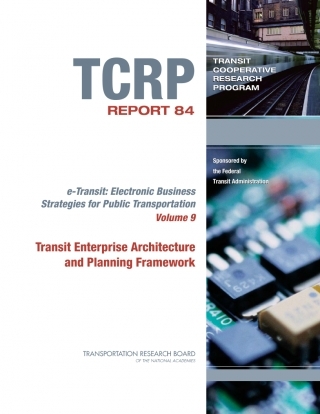 TCRP
REPORT 84
TRANSIT
COOPERATIVE
RESEARCH
PROGRAM
Sponsored by
the Federal
Transit Administration
e-Transit: Electronic Business
Strategies for Public Transportation
Volume 9
Transit Enterprise Architecture
and Planning Framework
TRANSPORTATION RESEARCH BOARD
OF THE NATIONAL ACADEMIES